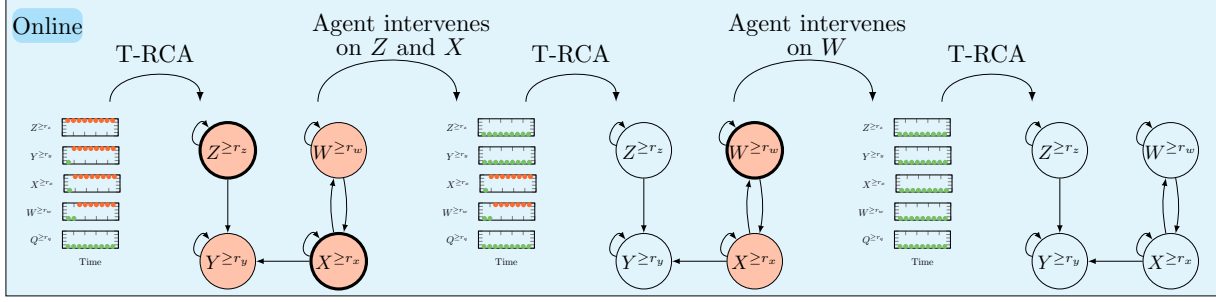 Online
T-RCA
Agent intervenes
on Z and X
T-RCA
Agent intervenes
on W
T-RCA
Z≥r_z
Y≥r_y
X≥r_x
W≥r_w
Q≥r_q
Time
Z≥r_z
W≥r_w
Y≥r_y
X≥r_x
Z≥r_z
Y≥r_y
X≥r_x
W≥r_w
Q≥r_q
Time
Z≥r_z
W≥r_w
Y≥r_y
X≥r_x
Z≥r_z
Y≥r_y
X≥r_x
W≥r_w
Q≥r_q
Time
Z≥r_z
W≥r_w
Y≥r_y
X≥r_x